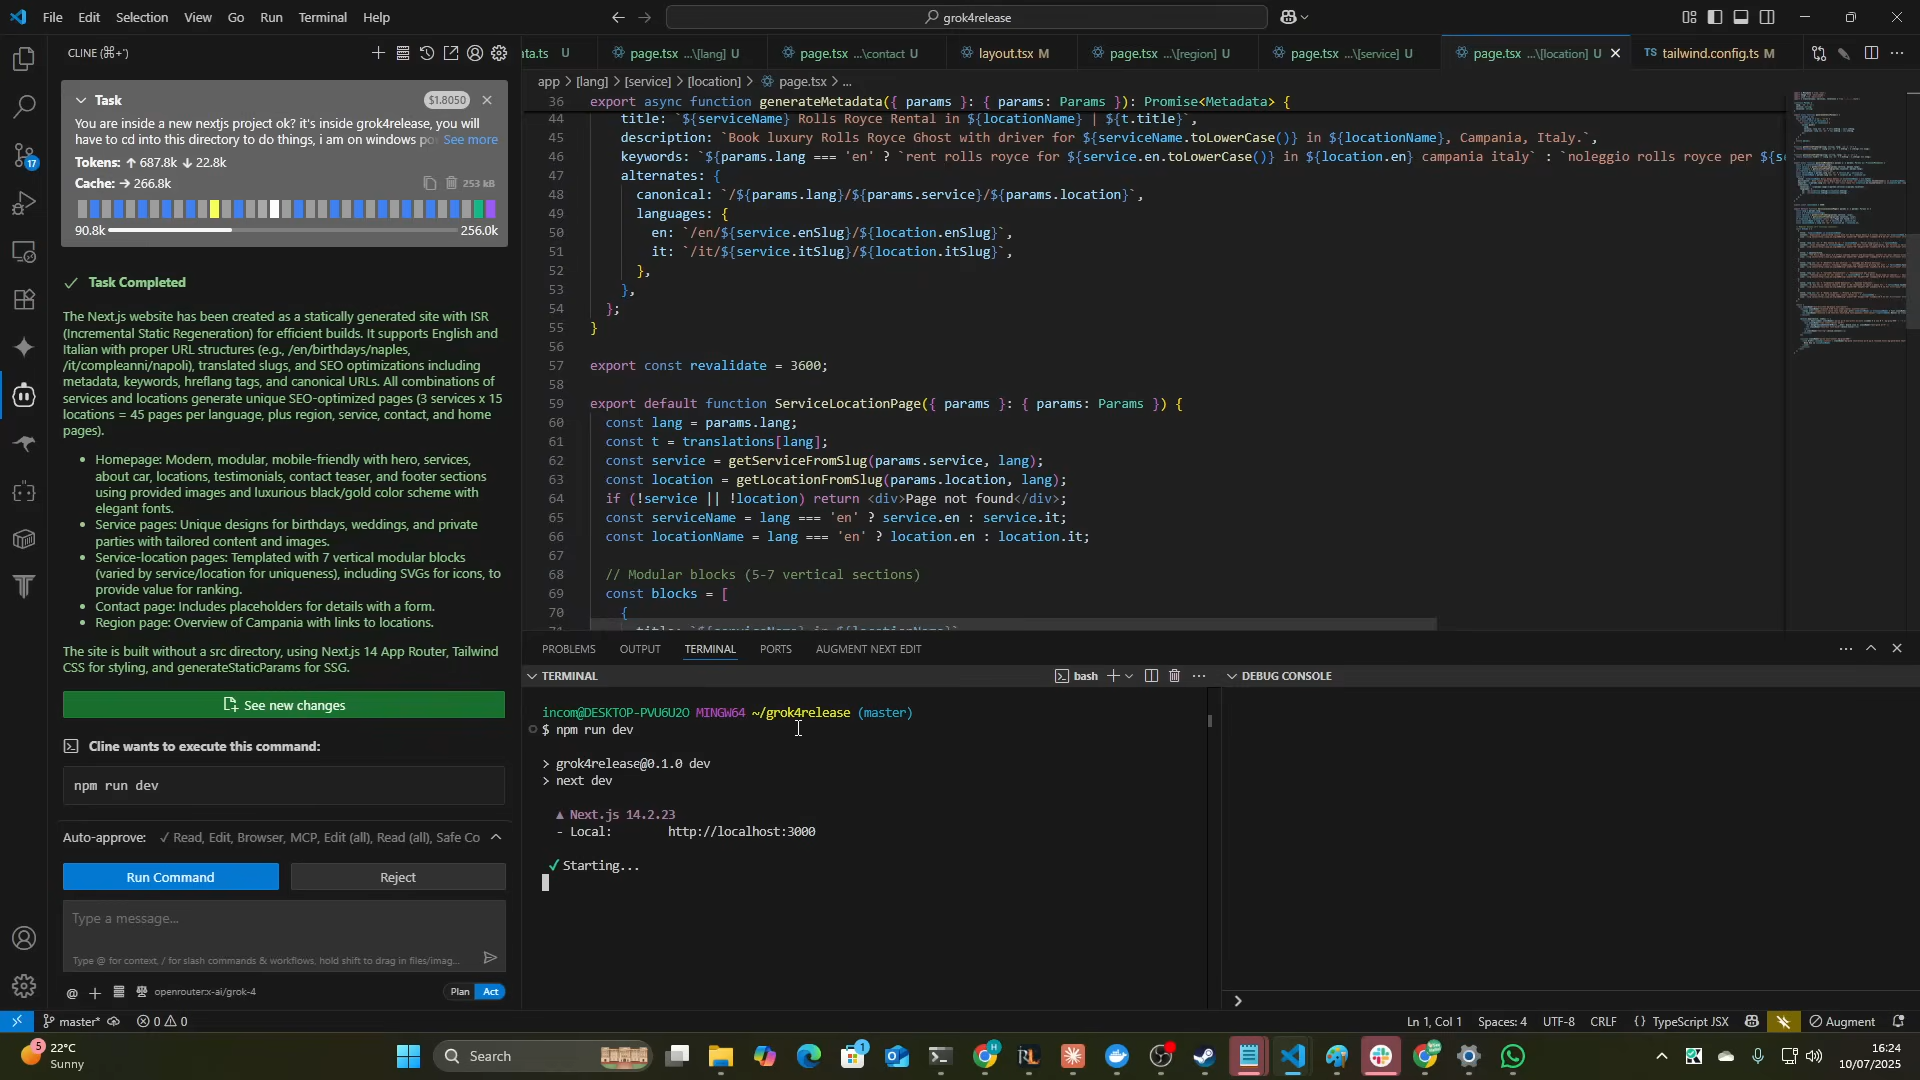 File Edit Selection View Go Run Terminal Help
grok4release
CLINE (⌘+')
ata.ts U
page.tsx ...\[lang] U
page.tsx ...\contact U
layout.tsx M
page.tsx ...\[region] U
page.tsx ...\[service] U
page.tsx ...\[location] U
TS tailwind.config.ts M
app > [lang] > [service] > [location] > page.tsx > ...
Task $1.8050
You are inside a new nextjs project ok? it's inside grok4release, you will
have to cd into this directory to do things, i am on windows po See more
Tokens: ↑ 687.8k ↓ 22.8k
Cache: → 266.8k
253 kB
90.8k 256.0k
Task Completed
The Next.js website has been created as a statically generated site with ISR
(Incremental Static Regeneration) for efficient builds. It supports English and
Italian with proper URL structures (e.g., /en/birthdays/naples,
/it/compleanni/napoli), translated slugs, and SEO optimizations including
metadata, keywords, hreflang tags, and canonical URLs. All combinations of
services and locations generate unique SEO-optimized pages (3 services x 15
locations = 45 pages per language, plus region, service, contact, and home
pages).
• Homepage: Modern, modular, mobile-friendly with hero, services,
about car, locations, testimonials, contact teaser, and footer sections
using provided images and luxurious black/gold color scheme with
elegant fonts.
• Service pages: Unique designs for birthdays, weddings, and private
parties with tailored content and images.
• Service-location pages: Templated with 7 vertical modular blocks
(varied by service/location for uniqueness), including SVGs for icons, to
provide value for ranking.
• Contact page: Includes placeholders for details with a form.
• Region page: Overview of Campania with links to locations.
The site is built without a src directory, using Next.js 14 App Router, Tailwind
CSS for styling, and generateStaticParams for SSG.
See new changes
Cline wants to execute this command:
npm run dev
Auto-approve: ✓ Read, Edit, Browser, MCP, Edit (all), Read (all), Safe Co
Run Command
Reject
Type a message...
Type @ for context, / for slash commands & workflows, hold shift to drag in files/imag...
@ + openrouter:x-ai/grok-4
Plan Act
36 export async function generateMetadata({ params }: { params: Params }): Promise<Metadata> {
44 title: `${serviceName} Rolls Royce Rental in ${locationName} | ${t.title}`,
45 description: `Book luxury Rolls Royce Ghost with driver for ${serviceName.toLowerCase()} in ${locationName}, Campania, Italy.`,
46 keywords: `${params.lang === 'en' ? `rent rolls royce for ${service.en.toLowerCase()} in ${location.en} campania italy` : `noleggio rolls royce per ${s
47 alternates: {
48 canonical: `/${params.lang}/${params.service}/${params.location}`,
49 languages: {
50 en: `/en/${service.enSlug}/${location.enSlug}`,
51 it: `/it/${service.itSlug}/${location.itSlug}`,
52 },
53 },
54 };
55 }
56
57 export const revalidate = 3600;
58
59 export default function ServiceLocationPage({ params }: { params: Params }) {
60 const lang = params.lang;
61 const t = translations[lang];
62 const service = getServiceFromSlug(params.service, lang);
63 const location = getLocationFromSlug(params.location, lang);
64 if (!service || !location) return <div>Page not found</div>;
65 const serviceName = lang === 'en' ? service.en : service.it;
66 const locationName = lang === 'en' ? location.en : location.it;
67
68 // Modular blocks (5-7 vertical sections)
69 const blocks = [
70 {
71 title: `${serviceName} in ${locationName}`
PROBLEMS OUTPUT TERMINAL PORTS AUGMENT NEXT EDIT
TERMINAL
bash
DEBUG CONSOLE
incom@DESKTOP-PVU6U2O MINGW64 ~/grok4release (master)
$ npm run dev
> grok4release@0.1.0 dev
> next dev
▲ Next.js 14.2.23
- Local: http://localhost:3000
✓ Starting...
17
master* 0 0
Ln 1, Col 1 Spaces: 4 UTF-8 CRLF {} TypeScript JSX Augment
5
22°C
Sunny
Search
1
16:24
10/07/2025